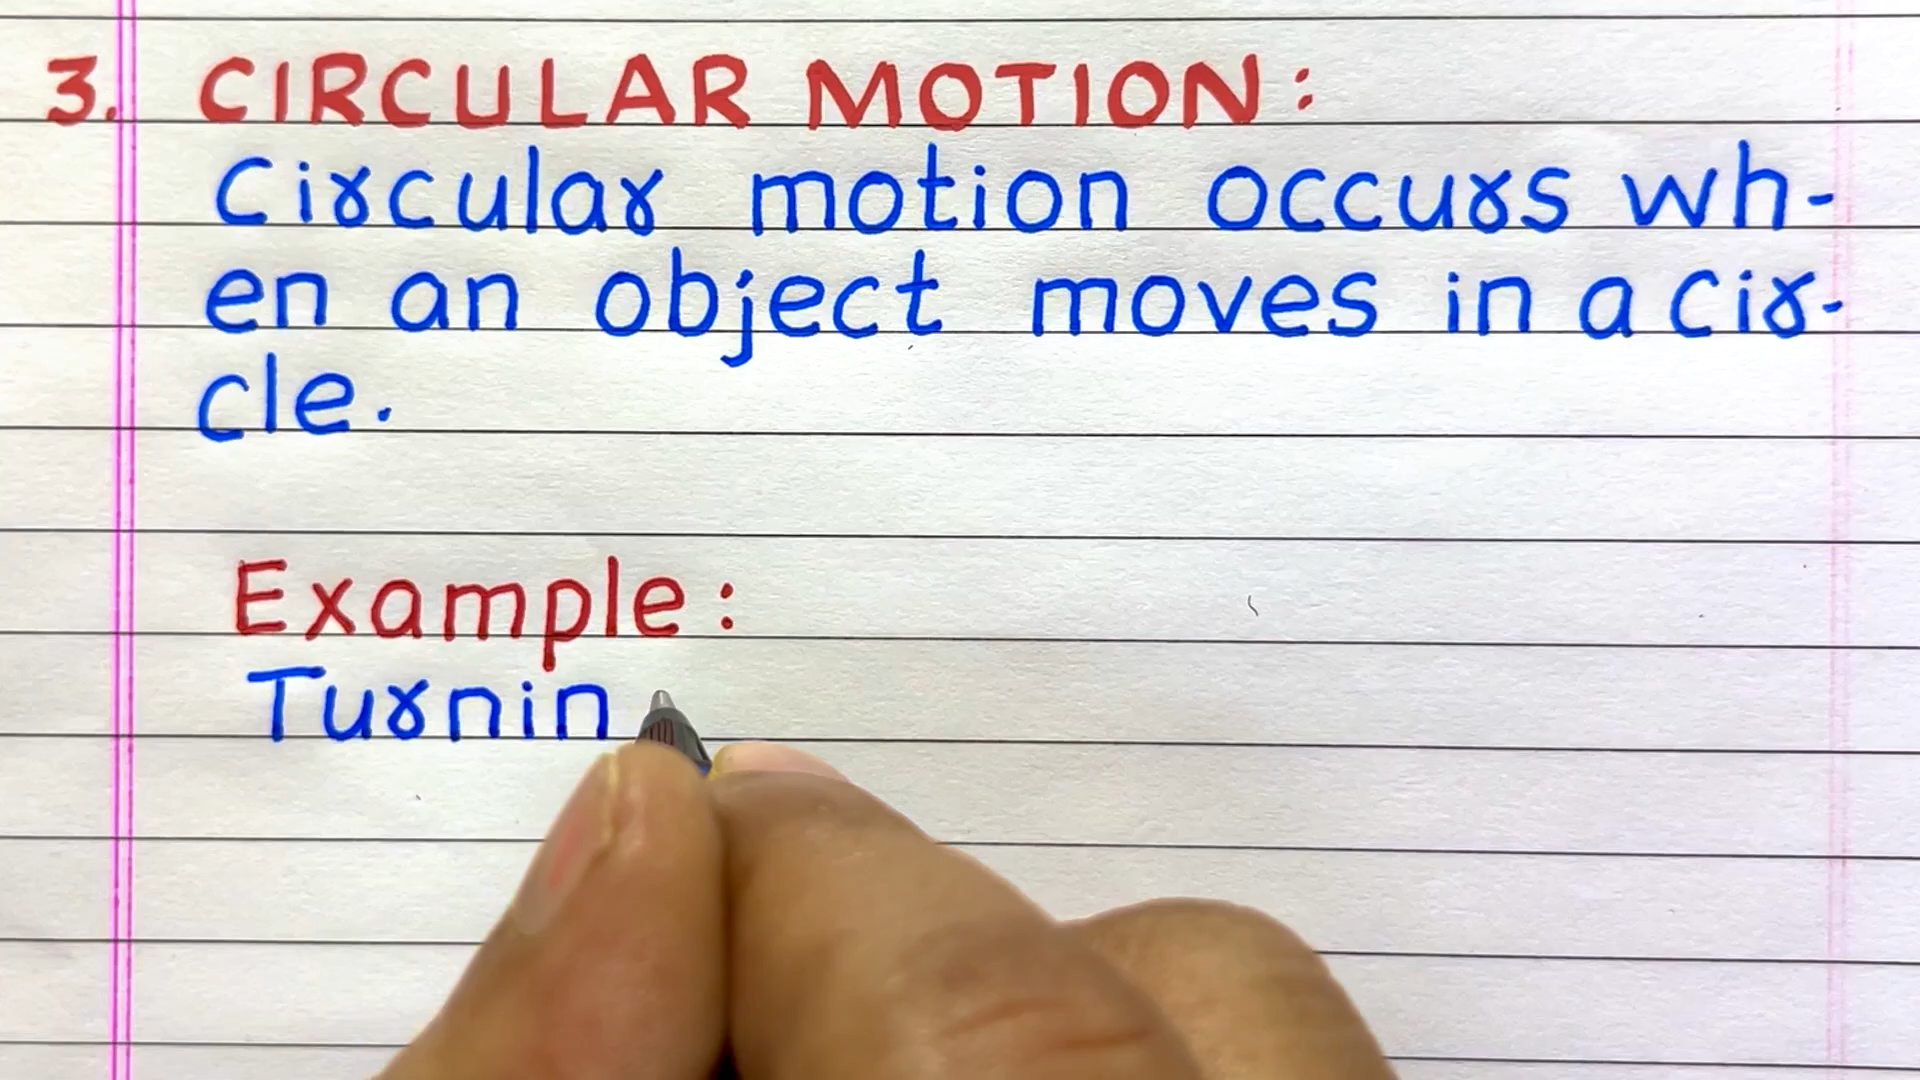 3. CIRCULAR MOTION:
Circular motion occurs wh-
en an object moves in a cir-
cle.
Example:
Turnin